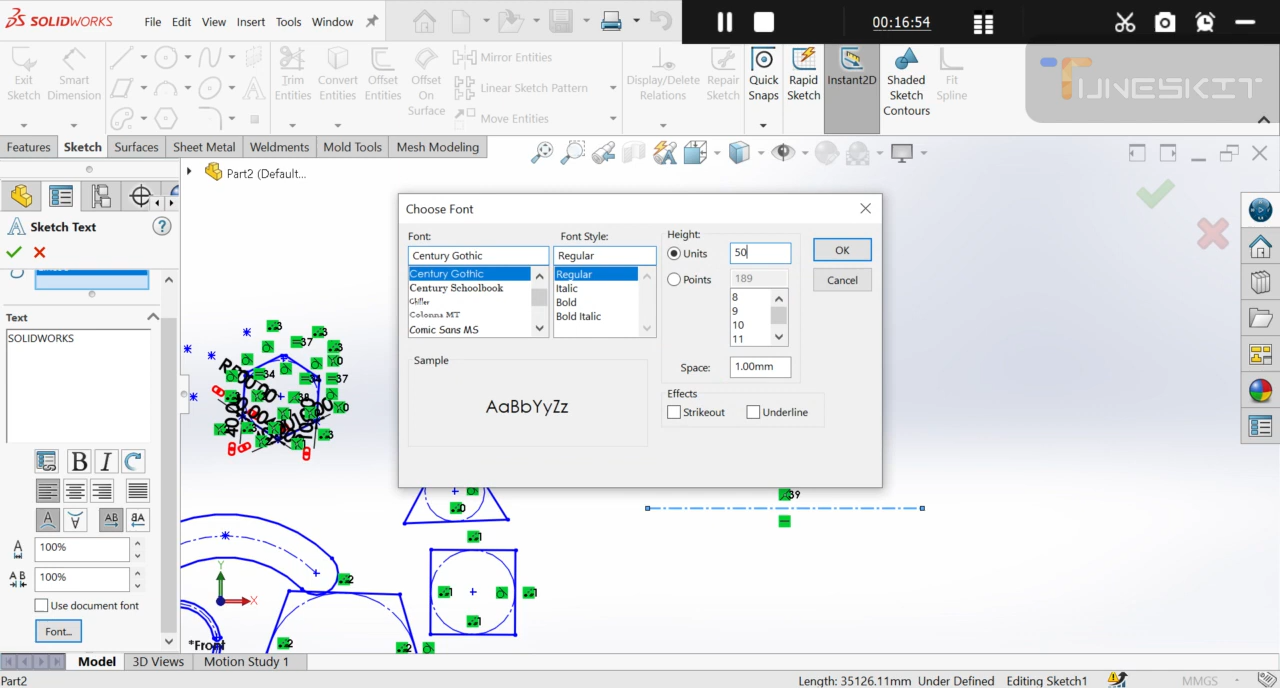 SOLIDWORKS File Edit View Insert Tools Window
00:16:54
TUNESKIT
Exit Sketch
Smart Dimension
Trim Entities
Convert Entities
Offset Entities
Offset On Surface
Mirror Entities
Linear Sketch Pattern
Move Entities
Display/Delete Relations
Repair Sketch
Quick Snaps
Rapid Sketch
Instant2D
Shaded Sketch Contours
Fit Spline
Features Sketch Surfaces Sheet Metal Weldments Mold Tools Mesh Modeling
Part2 (Default...
Sketch Text
Text
SOLIDWORKS
B I
100%
100%
Use document font
Font...
Choose Font
Font:
Century Gothic
Century Gothic
Century Schoolbook
Chiller
Colonna MT
Comic Sans MS
Font Style:
Regular
Regular
Italic
Bold
Bold Italic
Height:
Units 50
Points 189
8
9
10
11
Space: 1.00mm
OK
Cancel
Sample
AaBbYyZz
Effects
Strikeout Underline
39
Y
X
*Front
Model 3D Views Motion Study 1
Part2
Length: 35126.11mm Under Defined Editing Sketch1
MMGS